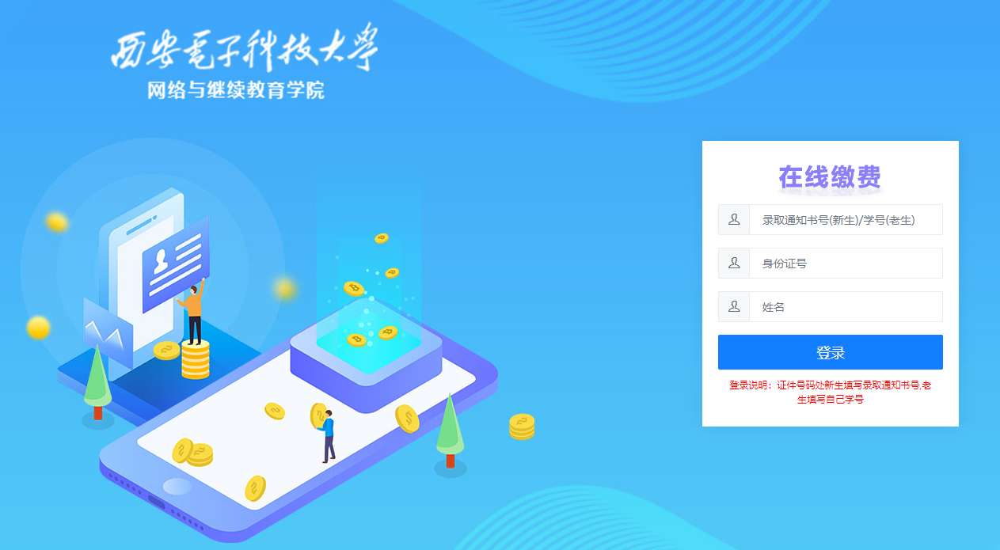 西安電子科技大學
网络与继续教育学院
在线缴费
录取通知书号(新生)/学号(老生)
身份证号
姓名
登录
登录说明：证件号码处新生填写录取通知书号,老
生填写自己学号